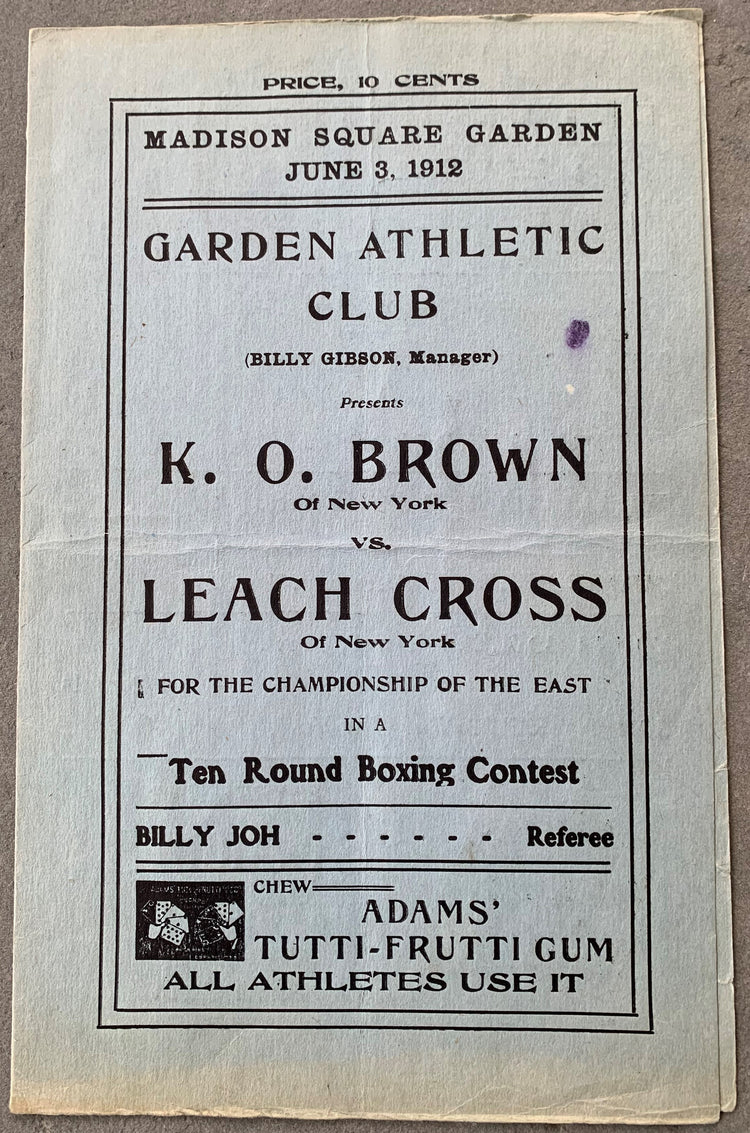 PRICE, 10 CENTS
MADISON SQUARE GARDEN
JUNE 3, 1912
GARDEN ATHLETIC
CLUB
(BILLY GIBSON, Manager)
Presents
K. O. BROWN
Of New York
VS.
LEACH CROSS
Of New York
FOR THE CHAMPIONSHIP OF THE EAST
IN A
Ten Round Boxing Contest
BILLY JOH - - - - - - Referee
CHEW
ADAMS'
TUTTI-FRUTTI GUM
ALL ATHLETES USE IT